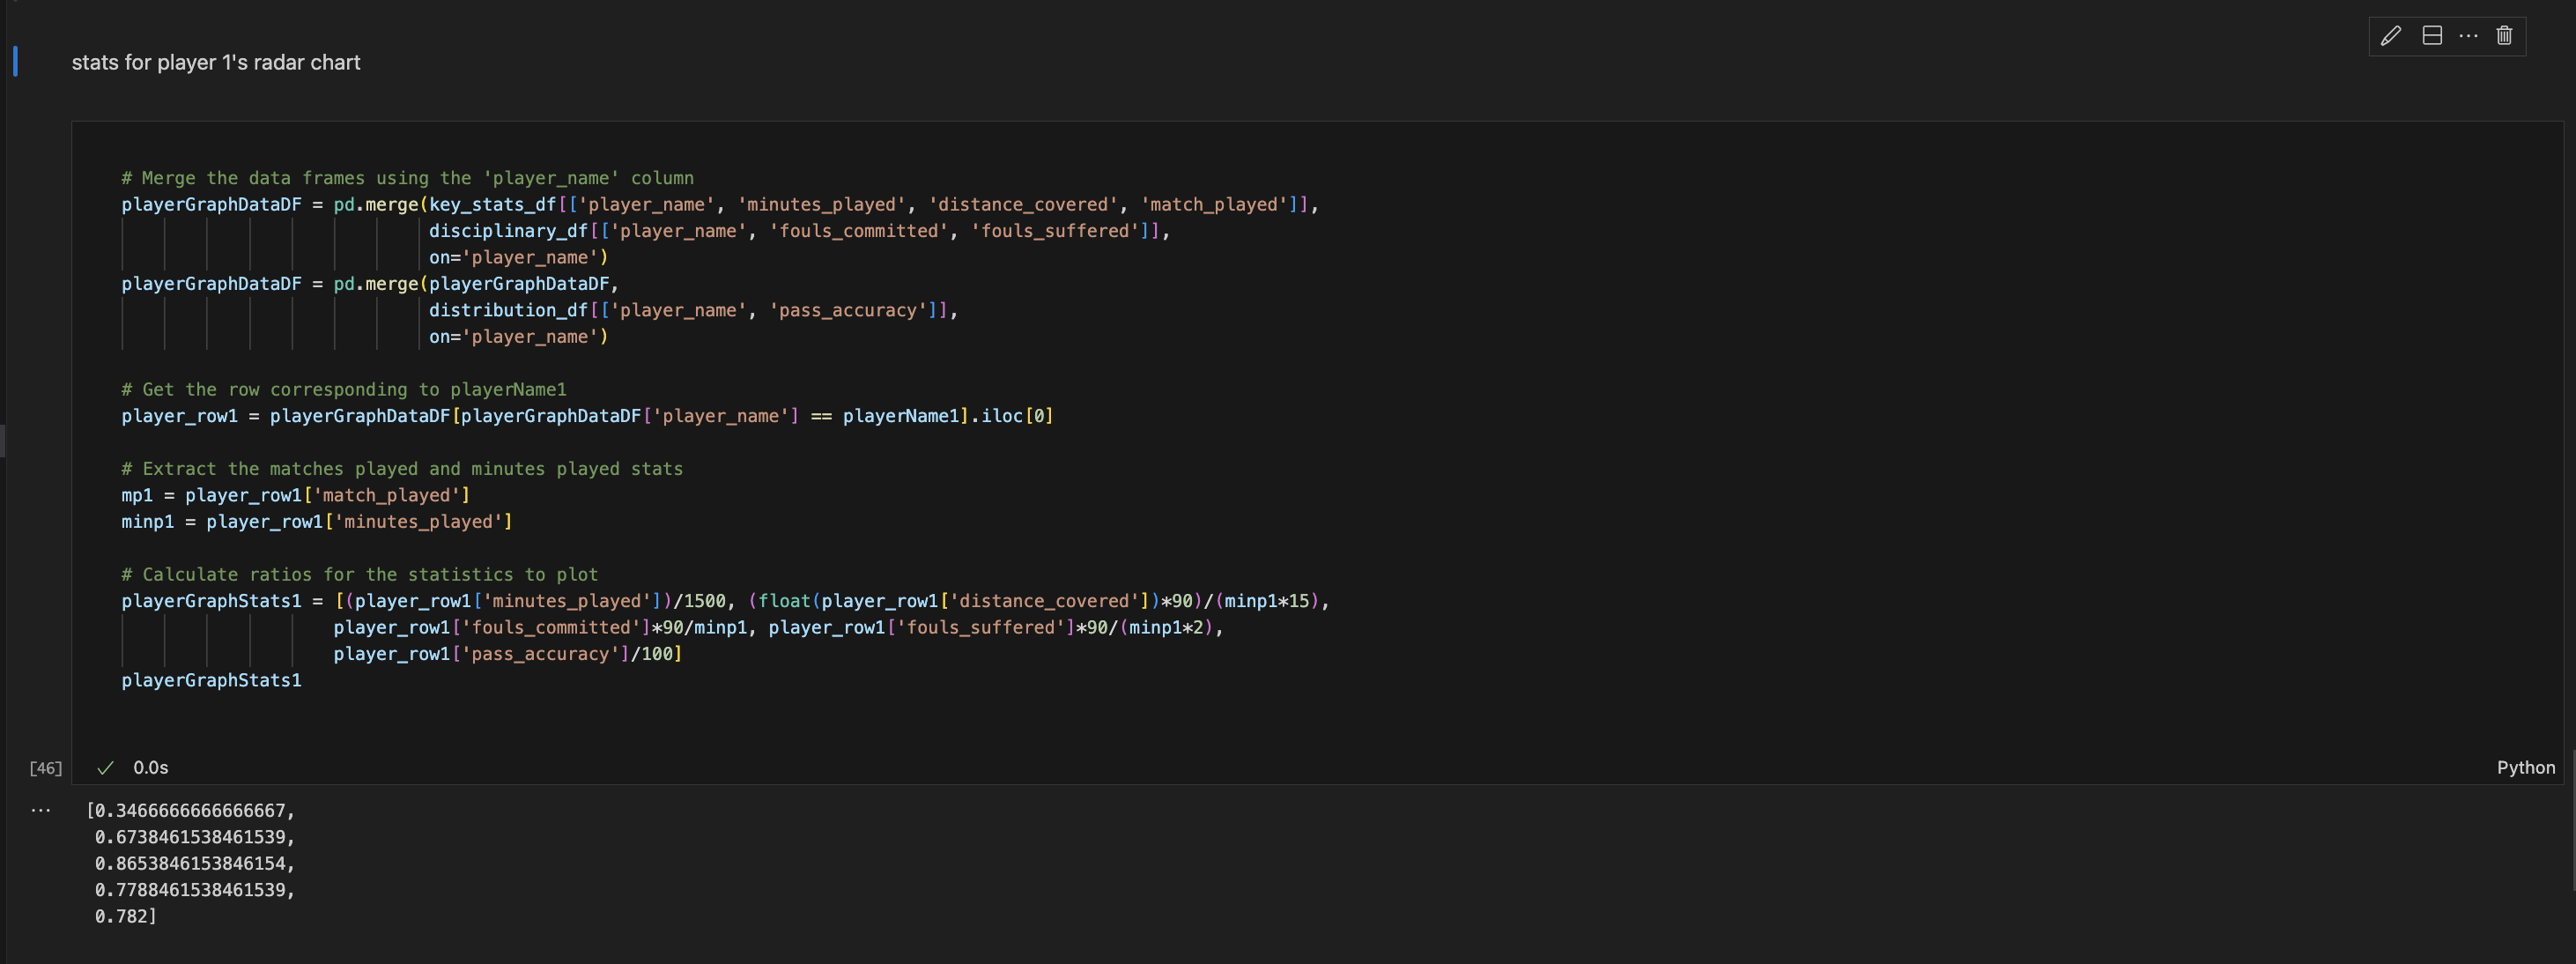 stats for player 1's radar chart
# Merge the data frames using the 'player_name' column
playerGraphDataDF = pd.merge(key_stats_df[['player_name', 'minutes_played', 'distance_covered', 'match_played']],
disciplinary_df[['player_name', 'fouls_committed', 'fouls_suffered']],
on='player_name')
playerGraphDataDF = pd.merge(playerGraphDataDF,
distribution_df[['player_name', 'pass_accuracy']],
on='player_name')
# Get the row corresponding to playerName1
player_row1 = playerGraphDataDF[playerGraphDataDF['player_name'] == playerName1].iloc[0]
# Extract the matches played and minutes played stats
mp1 = player_row1['match_played']
minp1 = player_row1['minutes_played']
# Calculate ratios for the statistics to plot
playerGraphStats1 = [(player_row1['minutes_played'])/1500, (float(player_row1['distance_covered'])*90)/(minp1*15),
player_row1['fouls_committed']*90/minp1, player_row1['fouls_suffered']*90/(minp1*2),
player_row1['pass_accuracy']/100]
playerGraphStats1
[46] 0.0s Python
[0.3466666666666667,
0.6738461538461539,
0.8653846153846154,
0.7788461538461539,
0.782]